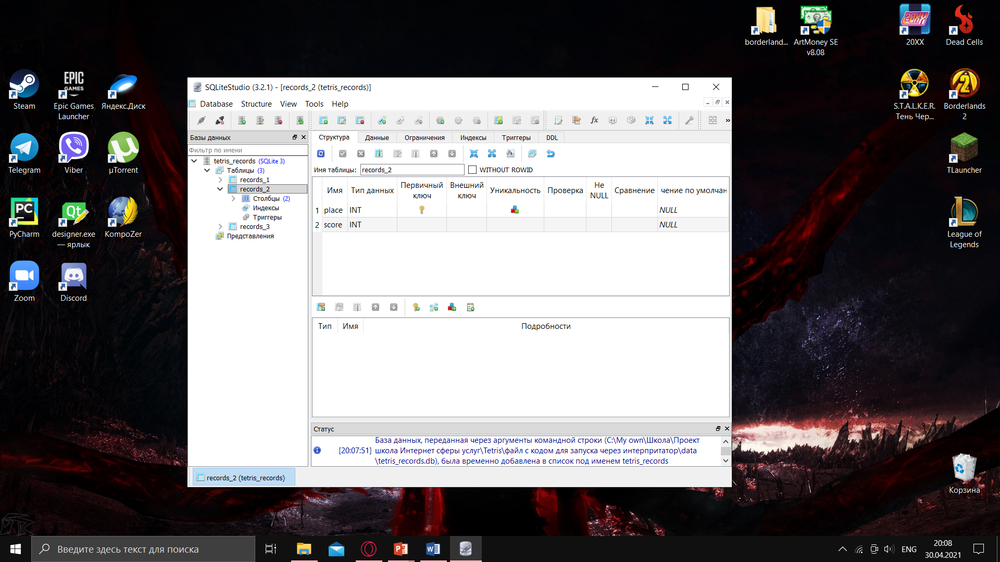 borderland...
ArtMoney SE
v8.08
20XX
20XX
Dead Cells
Steam
EPIC
GAMES
Epic Games
Launcher
Яндекс.Диск
S.T.A.L.K.E.R.
Тень Чер...
Borderlands
2
Telegram
Viber
µTorrent
TLauncher
PC
PyCharm
Qt
designer.exe
— ярлык
KompoZer
League of
Legends
Zoom
Discord
Корзина
SQLiteStudio (3.2.1) - [records_2 (tetris_records)]
Database Structure View Tools Help
Базы данных
Фильтр по имени
tetris_records (SQLite 3)
Таблицы (3)
records_1
records_2
Столбцы (2)
Индексы
Триггеры
records_3
Представления
Структура Данные Ограничения Индексы Триггеры DDL
Имя таблицы: records_2 WITHOUT ROWID
Имя Тип данных Первичный ключ Внешний ключ Уникальность Проверка Не NULL Сравнение чение по умолчан
1 place INT NULL
2 score INT NULL
Тип Имя Подробности
Статус
База данных, переданная через аргументы командной строки (C:\My own\Школа\Проект
[20:07:51] школа Интернет сферы услуг\Tetris\файл с кодом для запуска через интерпритатор\data
\tetris_records.db), была временно добавлена в список под именем tetris_records
records_2 (tetris_records)
Введите здесь текст для поиска
ENG
20:08
30.04.2021